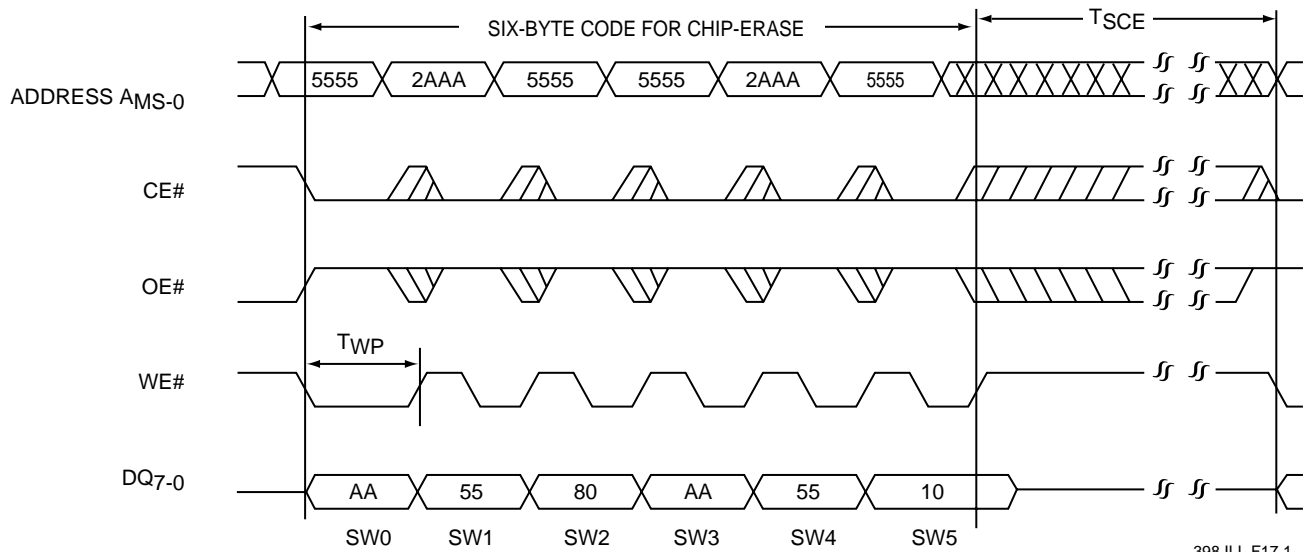 SIX-BYTE CODE FOR CHIP-ERASE
TSCE
ADDRESS AMS-0
5555 2AAA 5555 5555 2AAA 5555
CE#
OE#
TWP
WE#
DQ7-0
AA 55 80 AA 55 10
SW0 SW1 SW2 SW3 SW4 SW5